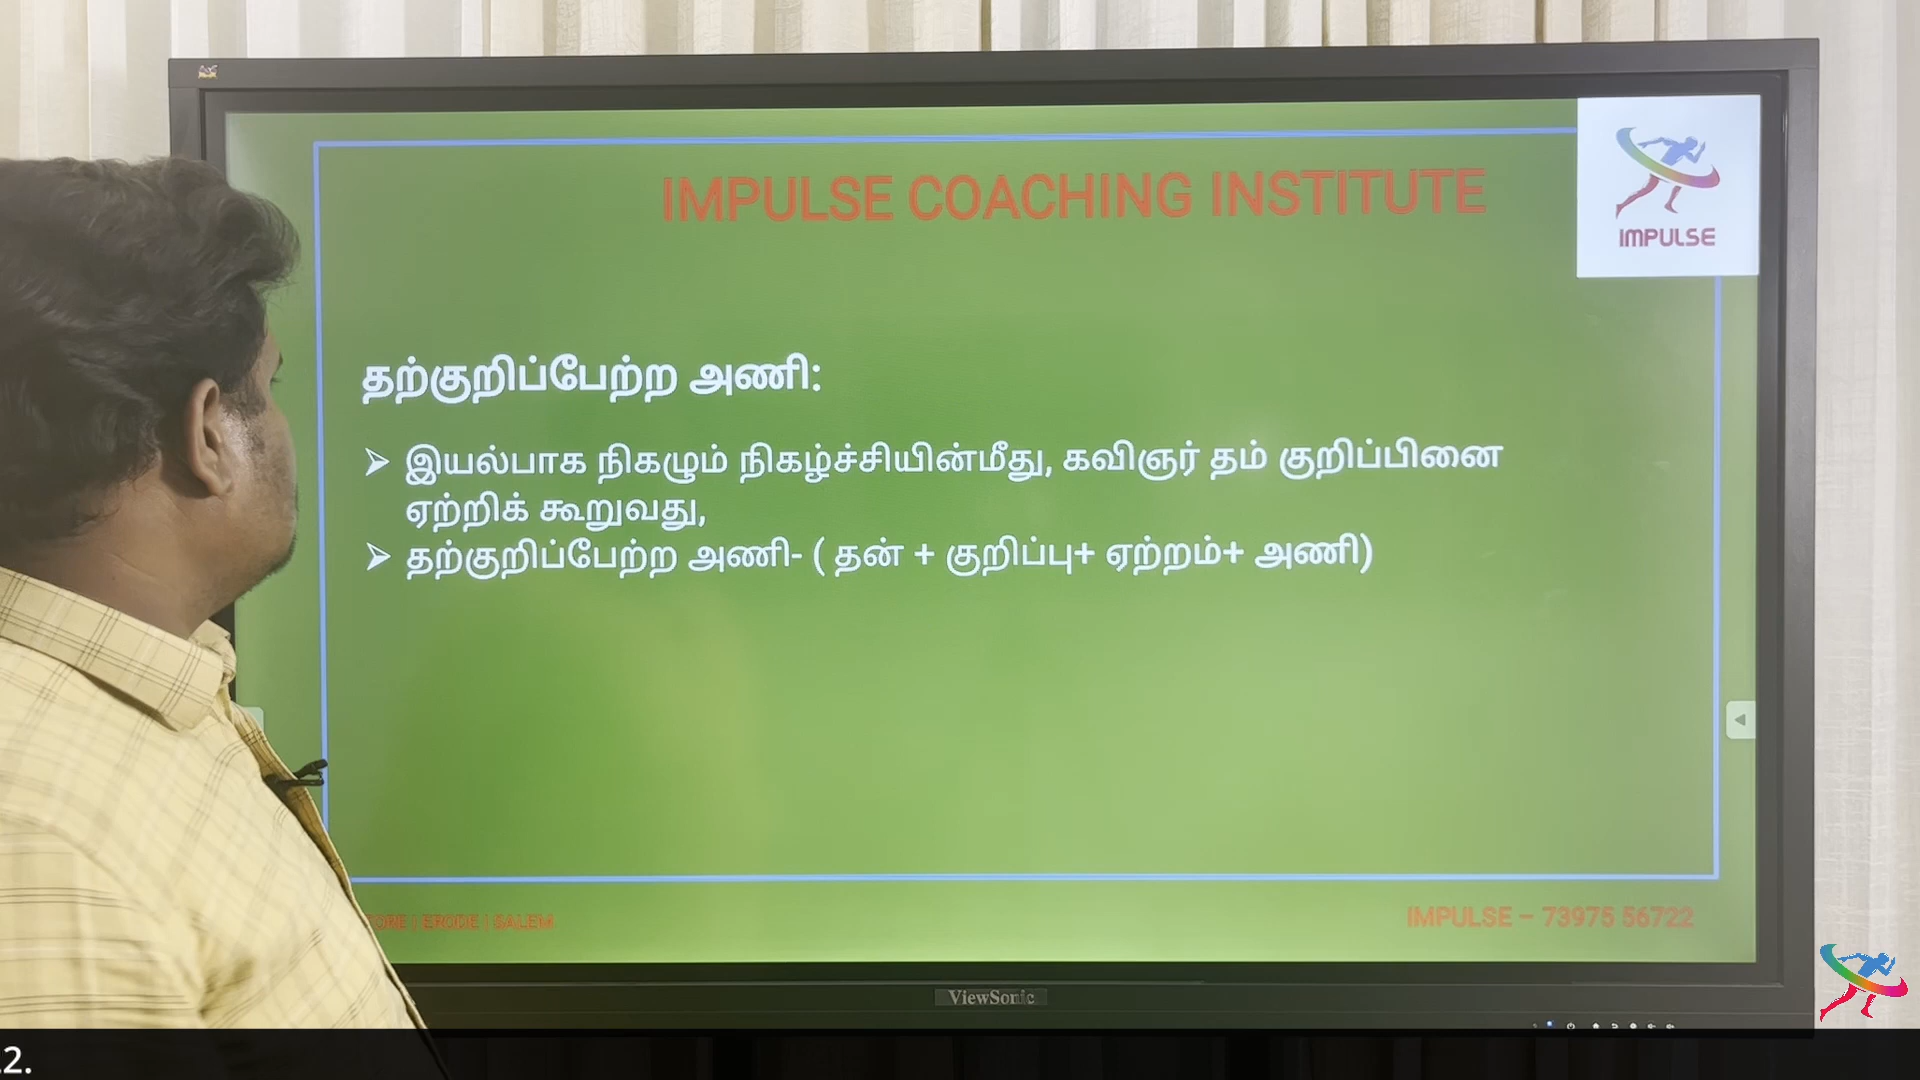 IMPULSE COACHING INSTITUTE
IMPULSE
தற்குறிப்பேற்ற அணி:
➤ இயல்பாக நிகழும் நிகழ்ச்சியின்மீது, கவிஞர் தம் குறிப்பினை
ஏற்றிக் கூறுவது,
➤ தற்குறிப்பேற்ற அணி- ( தன் + குறிப்பு+ ஏற்றம்+ அணி)
| ERODE | SALEM
IMPULSE – 73975 56722
ViewSonic
2.